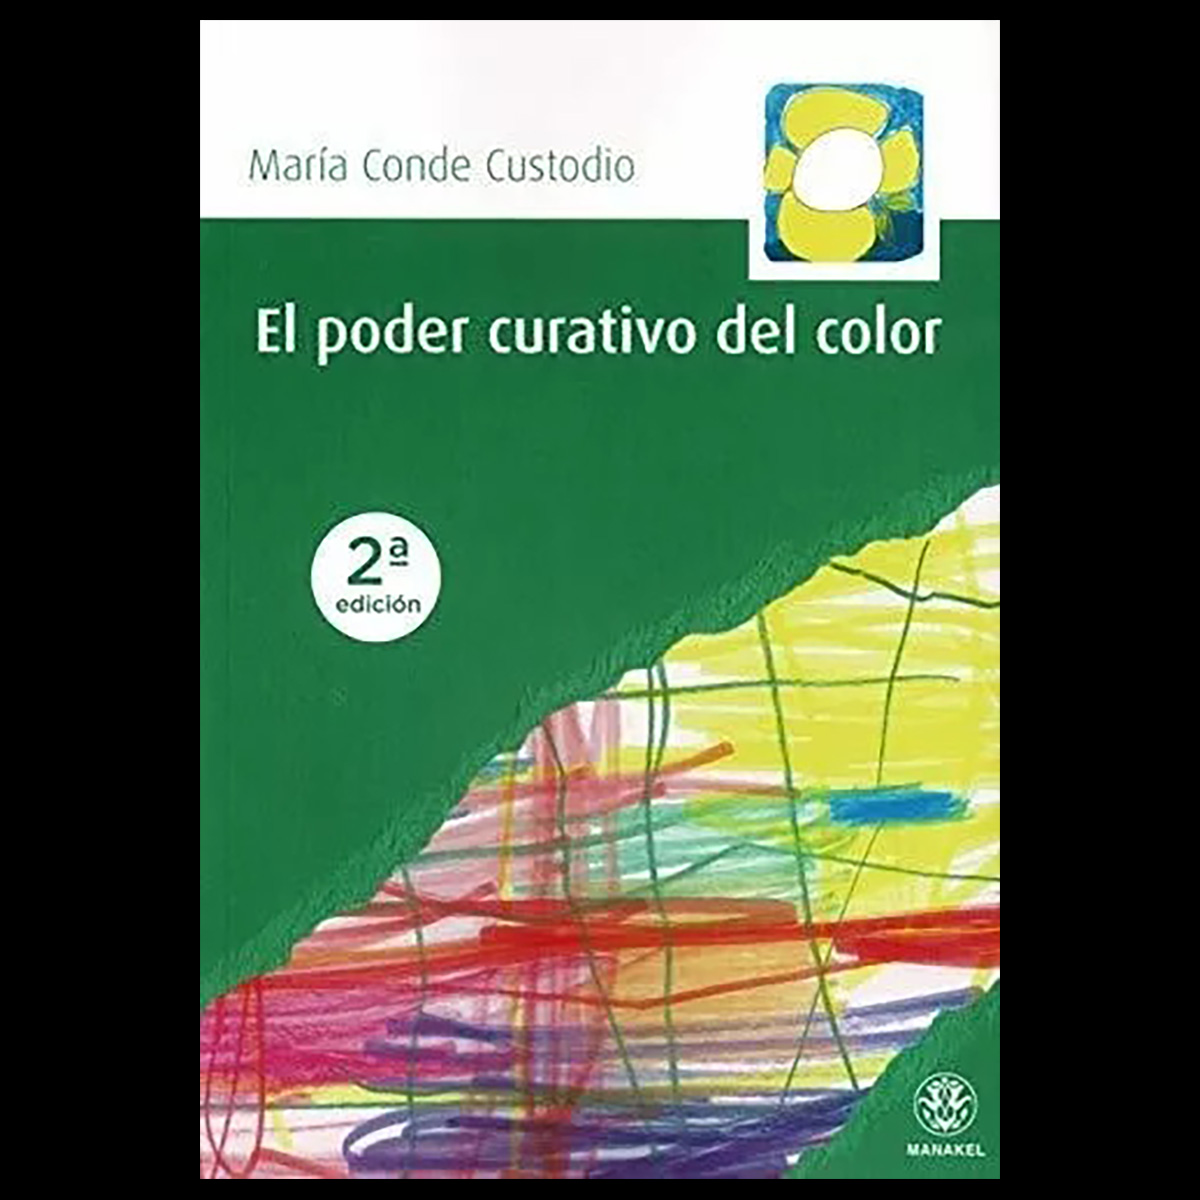 María Conde Custodio
El poder curativo del color
2ª
edición
MANAKEL